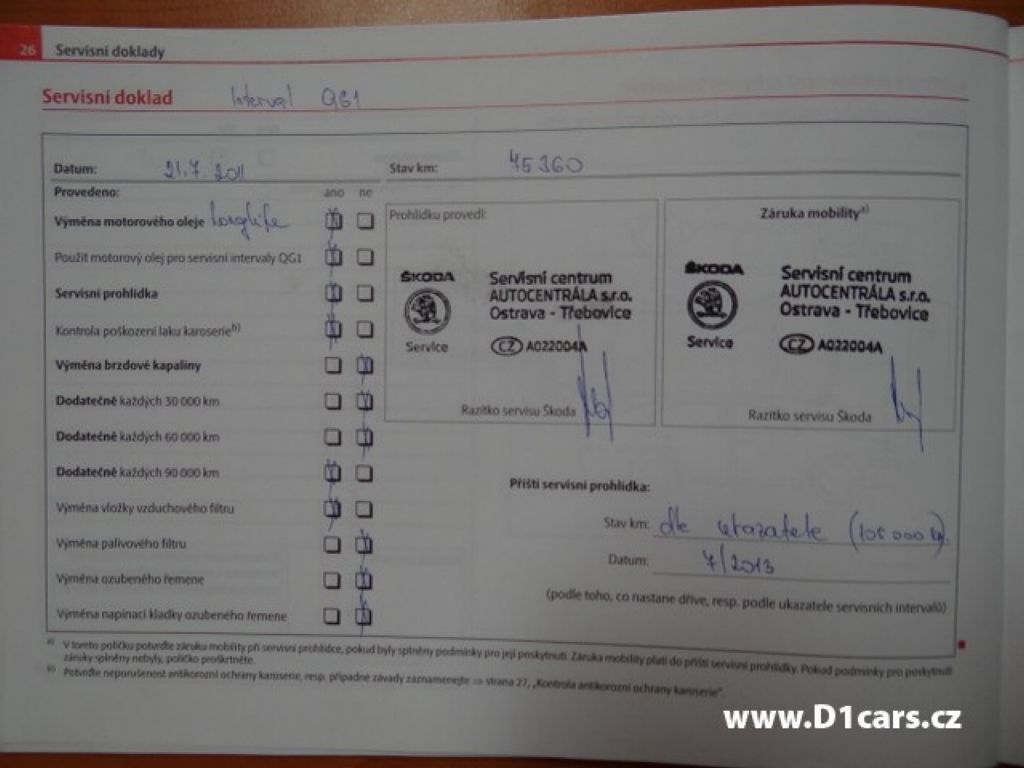 26 Servisní doklady
Servisní doklad Interval QG1
Datum: 21.7.2011 Stav km: 75360
Provedeno: ano ne
Výměna motorového oleje Longlife
Použit motorový olej pro servisní intervaly QG1
Servisní prohlídka
Kontrola poškození laku karoserie b)
Výměna brzdové kapaliny
Dodatečně každých 30 000 km
Dodatečně každých 60 000 km
Dodatečně každých 90 000 km
Výměna vložky vzduchového filtru
Výměna palivového filtru
Výměna ozubeného řemene
Výměna napínací kladky ozubeného řemene
Prohlídku provedl:
ŠKODA
Service
Servisní centrum
AUTOCENTRÁLA s.r.o.
Ostrava - Třebovice
CZ A022004A
Razítko servisu Škoda
Záruka mobility a)
ŠKODA
Service
Servisní centrum
AUTOCENTRÁLA s.r.o.
Ostrava - Třebovice
CZ A022004A
Razítko servisu Škoda
Příští servisní prohlídka:
Stav km: dle ukazatele (105 000 km)
Datum: 7/2013
(podle toho, co nastane dříve, resp. podle ukazatele servisních intervalů)
a) V tomto políčku potvrďte záruku mobility při servisní prohlídce, pokud byly splněny podmínky pro její poskytnutí. Záruka mobility platí do příští servisní prohlídky. Pokud podmínky pro poskytnutí
záruky splněny nebyly, políčko proškrtněte.
b) Potvrďte neporušenost antikorozní ochrany karoserie, resp. případné závady zaznamenejte ⇒ strana 27, „Kontrola antikorozní ochrany karoserie".
www.D1cars.cz